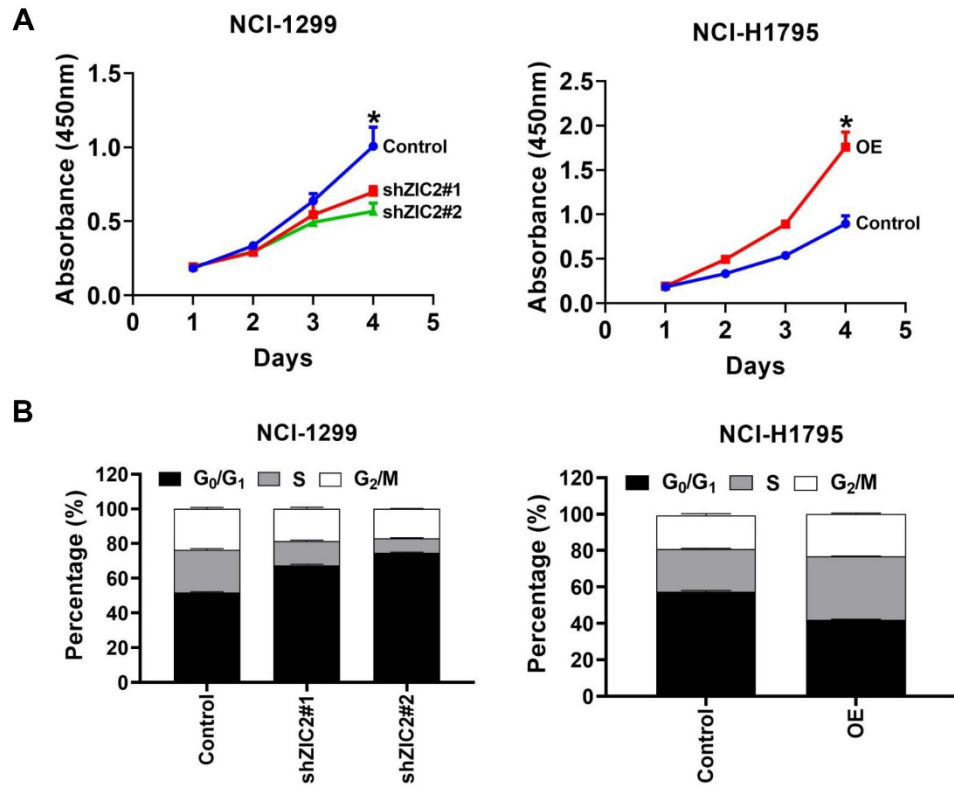 A
NCI-1299
NCI-H1795
Absorbance (450nm)
1.5
1.0
0.5
0.0
0 1 2 3 4 5
Days
*
Control
shZIC2#1
shZIC2#2
Absorbance (450nm)
2.5
2.0
1.5
1.0
0.5
0.0
0 1 2 3 4 5
Days
*
OE
Control
B
NCI-1299
NCI-H1795
G₀/G₁ S G₂/M
Percentage (%)
120
100
80
60
40
20
0
Control
shZIC2#1
shZIC2#2
G₀/G₁ S G₂/M
Percentage (%)
120
100
80
60
40
20
0
Control
OE